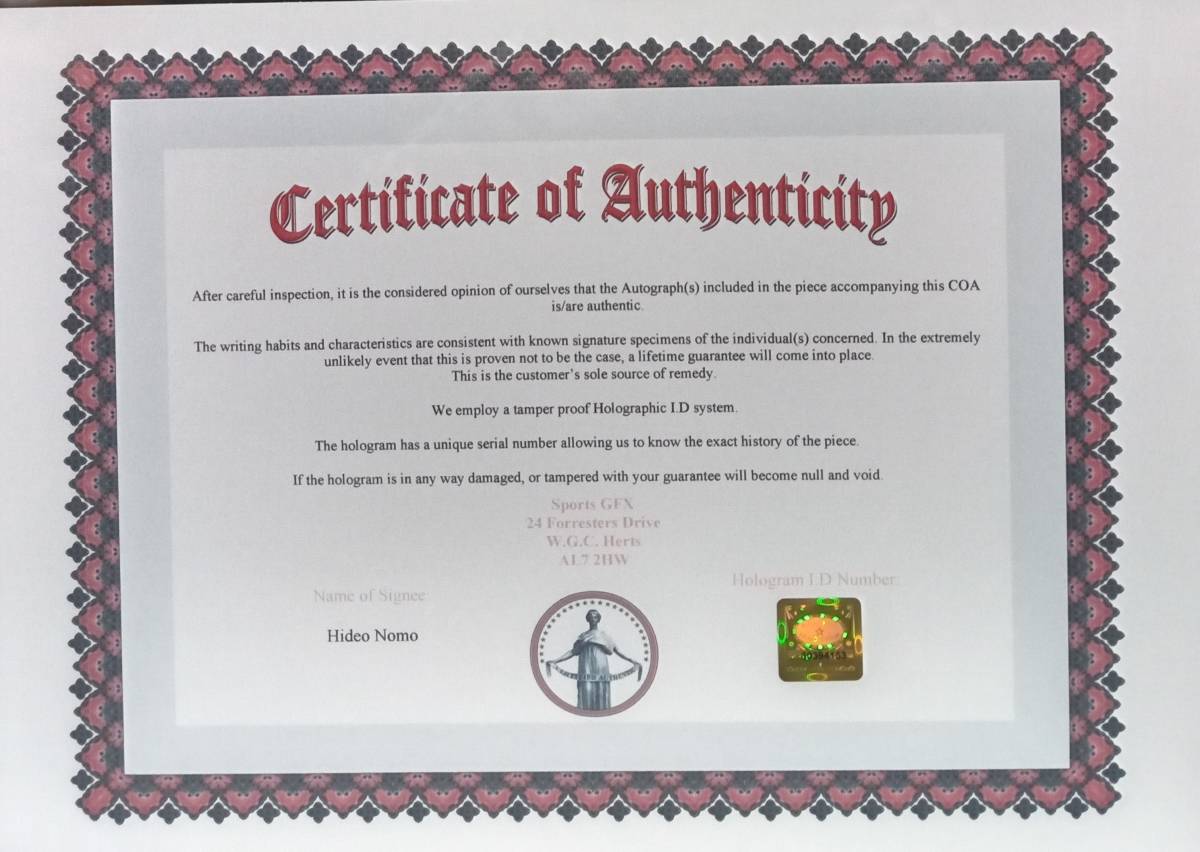 Certificate of Authenticity
After careful inspection, it is the considered opinion of ourselves that the Autograph(s) included in the piece accompanying this COA
is/are authentic.
The writing habits and characteristics are consistent with known signature specimens of the individual(s) concerned. In the extremely
unlikely event that this is proven not to be the case, a lifetime guarantee will come into place.
This is the customer's sole source of remedy.
We employ a tamper proof Holographic I.D system.
The hologram has a unique serial number allowing us to know the exact history of the piece.
If the hologram is in any way damaged, or tampered with your guarantee will become null and void.
Sports GFX
24 Forresters Drive
W.G.C. Herts
AL7 2HW
Name of Signee
Hologram I.D Number:
Hideo Nomo